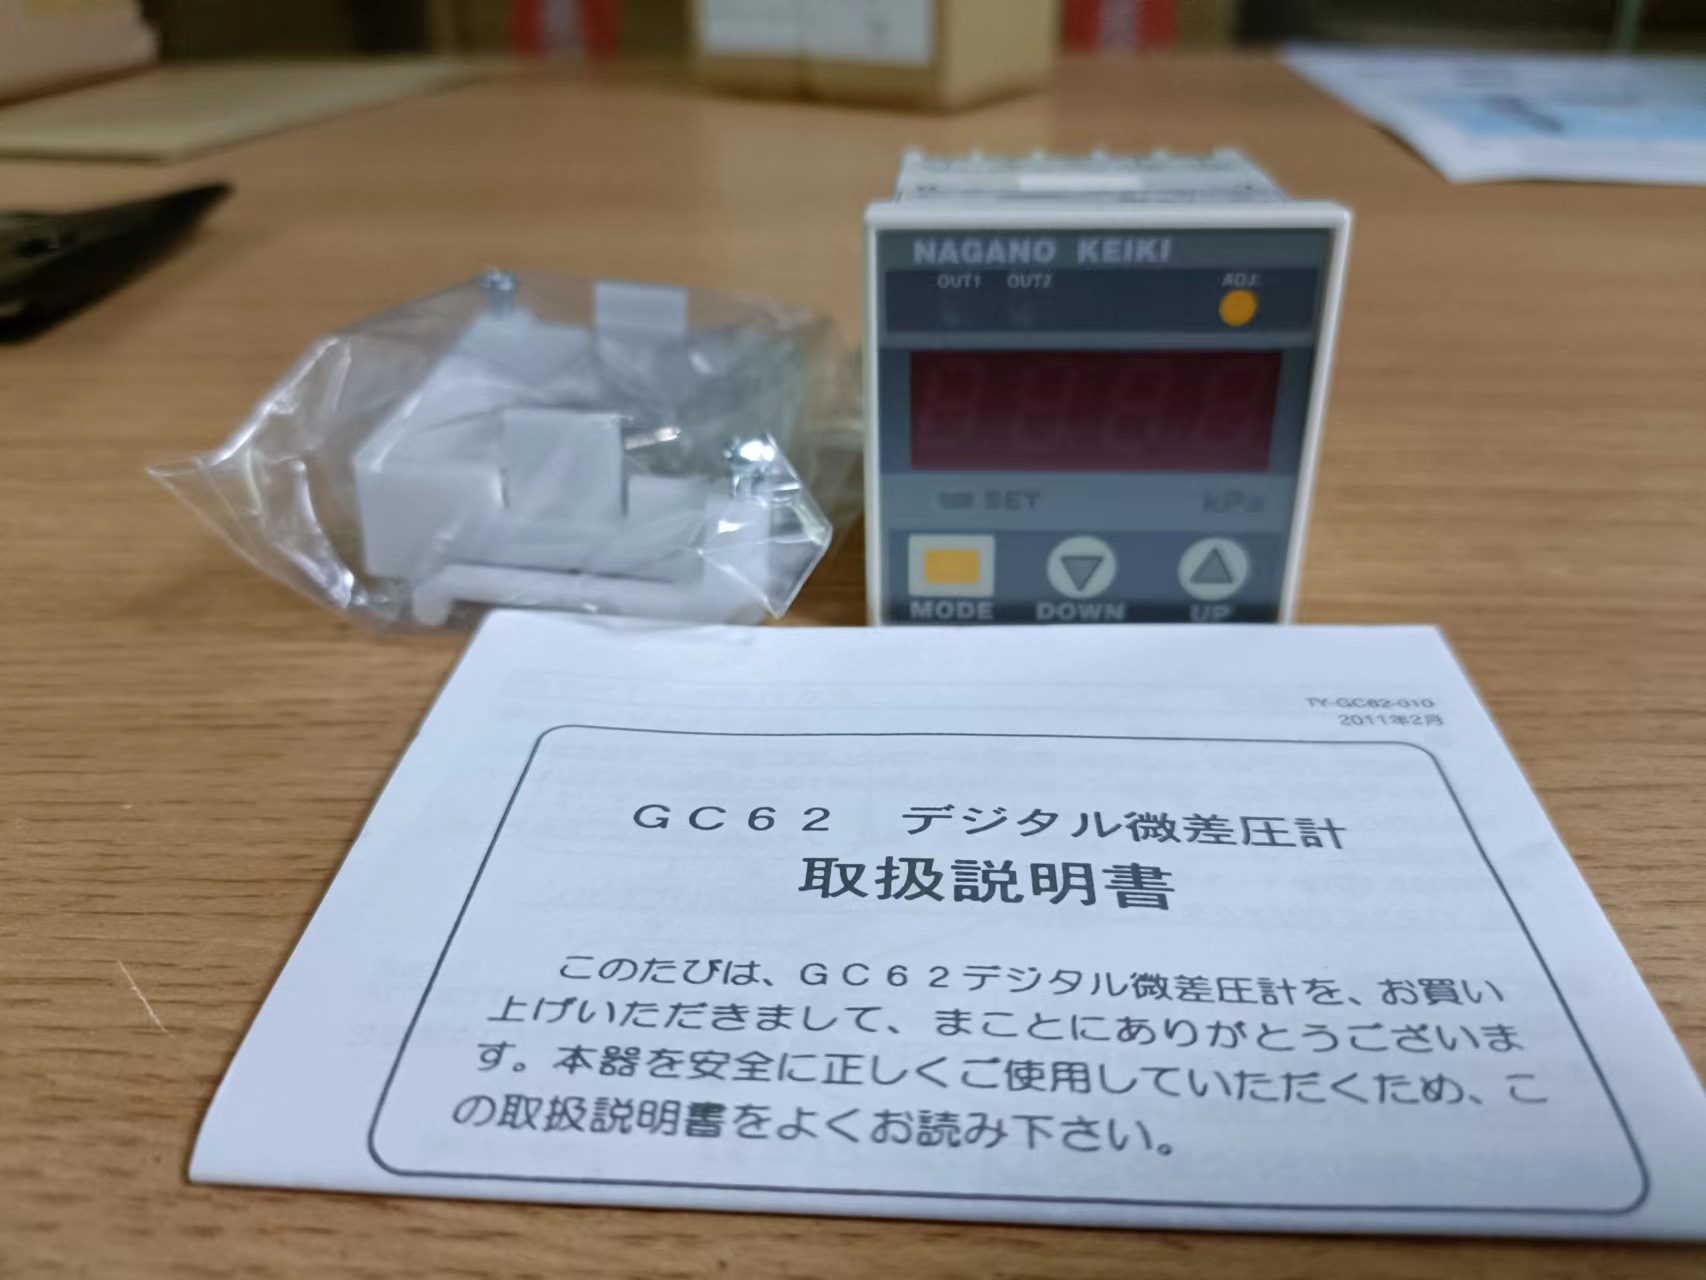 NAGANO KEIKI
OUT1 OUT2 ADJ.
SET kPa
MODE DOWN UP
TY-GC62-010
2011年2月
GC62 デジタル微差圧計
取扱説明書
このたびは、GC62デジタル微差圧計を、お買い
上げいただきまして、まことにありがとうございま
す。本器を安全に正しくご使用していただくため、こ
の取扱説明書をよくお読み下さい。